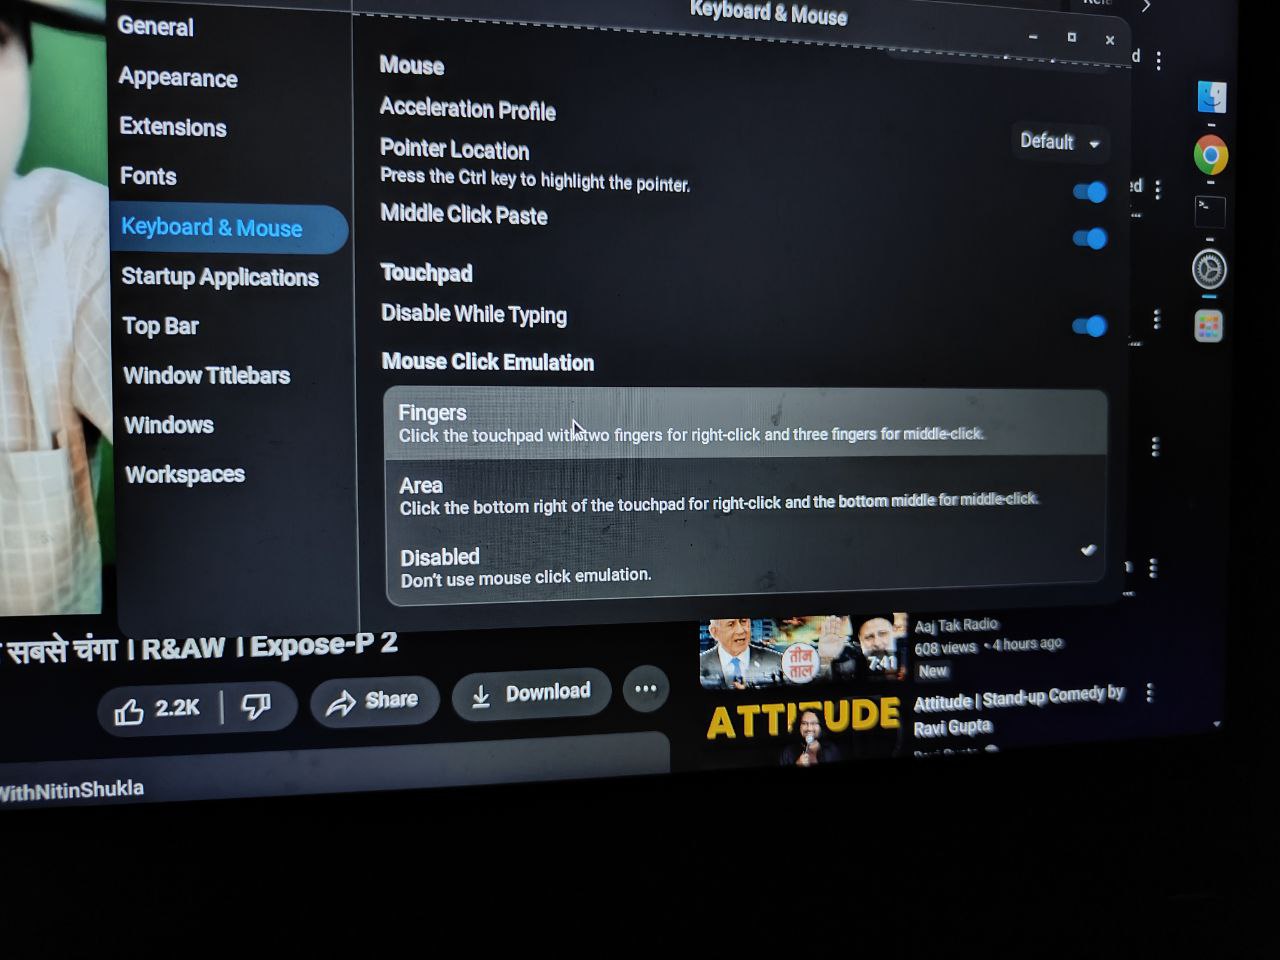 Keyboard & Mouse
General
Appearance
Extensions
Fonts
Keyboard & Mouse
Startup Applications
Top Bar
Window Titlebars
Windows
Workspaces
Mouse
Acceleration Profile
Default
Pointer Location
Press the Ctrl key to highlight the pointer.
Middle Click Paste
Touchpad
Disable While Typing
Mouse Click Emulation
Fingers
Click the touchpad with two fingers for right-click and three fingers for middle-click.
Area
Click the bottom right of the touchpad for right-click and the bottom middle for middle-click.
Disabled
Don't use mouse click emulation.
सबसे चंगा । R&AW । Expose-P 2
2.2K
Share
Download
WithNitinShukla
तीन
ताल
7:41
Aaj Tak Radio
608 views • 4 hours ago
New
ATTITUDE
Attitude | Stand-up Comedy by
Ravi Gupta